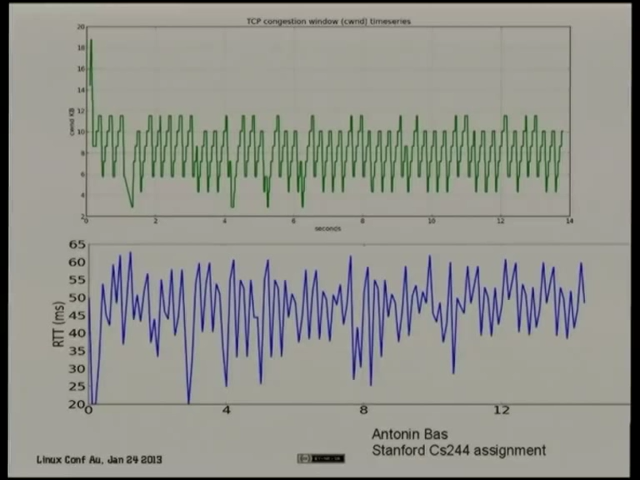 TCP congestion window (cwnd) timeseries
20
18
16
14
12
10
8
6
4
2
cwnd KB
0 2 4 6 8 10 12 14
seconds
65
60
55
50
45
40
35
30
25
20
RTT (ms)
0 4 8 12
Antonin Bas
Stanford Cs244 assignment
Linux Conf Au, Jan 24 2013